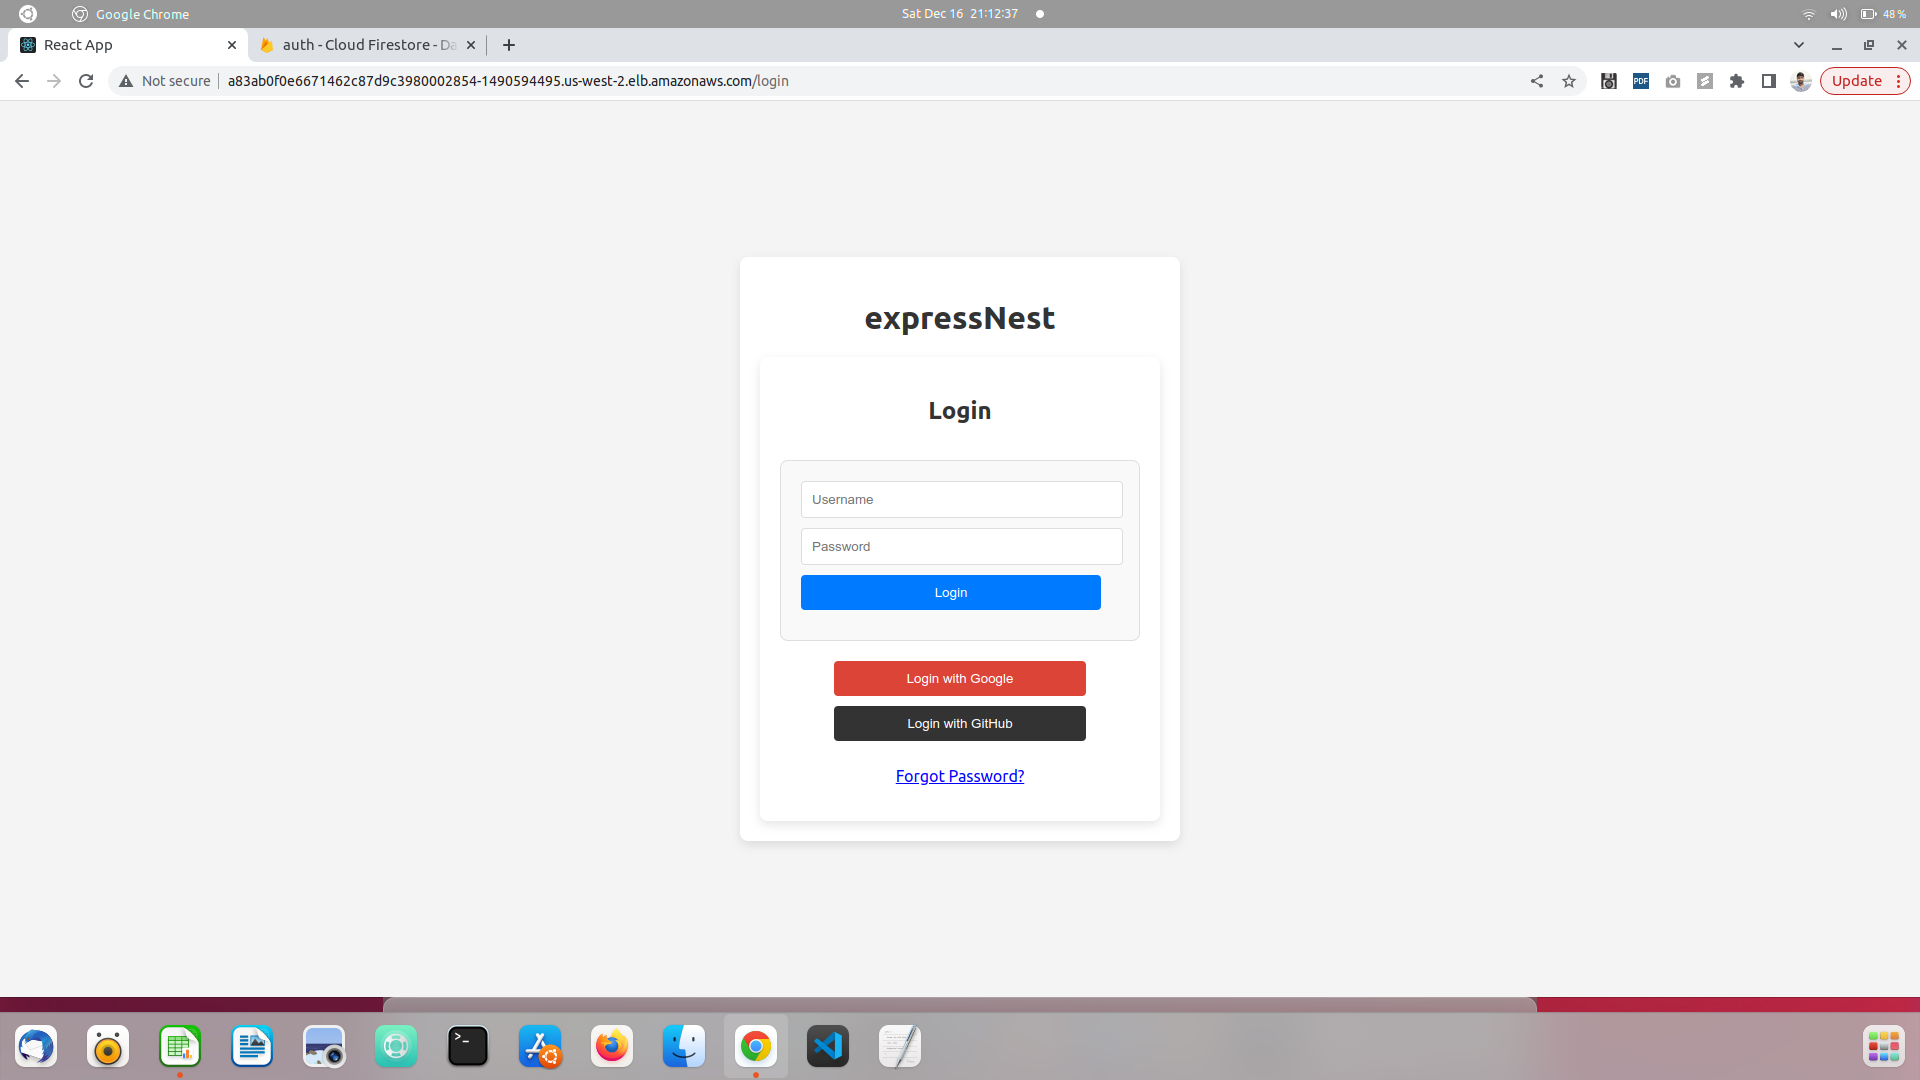 Google Chrome
Sat Dec 16 21:12:37
48 %
React App
auth - Cloud Firestore - Da
Not secure
a83ab0f0e6671462c87d9c3980002854-1490594495.us-west-2.elb.amazonaws.com/login
PDF
Update
expressNest
Login
Username
Password
Login
Login with Google
Login with GitHub
Forgot Password?
>_